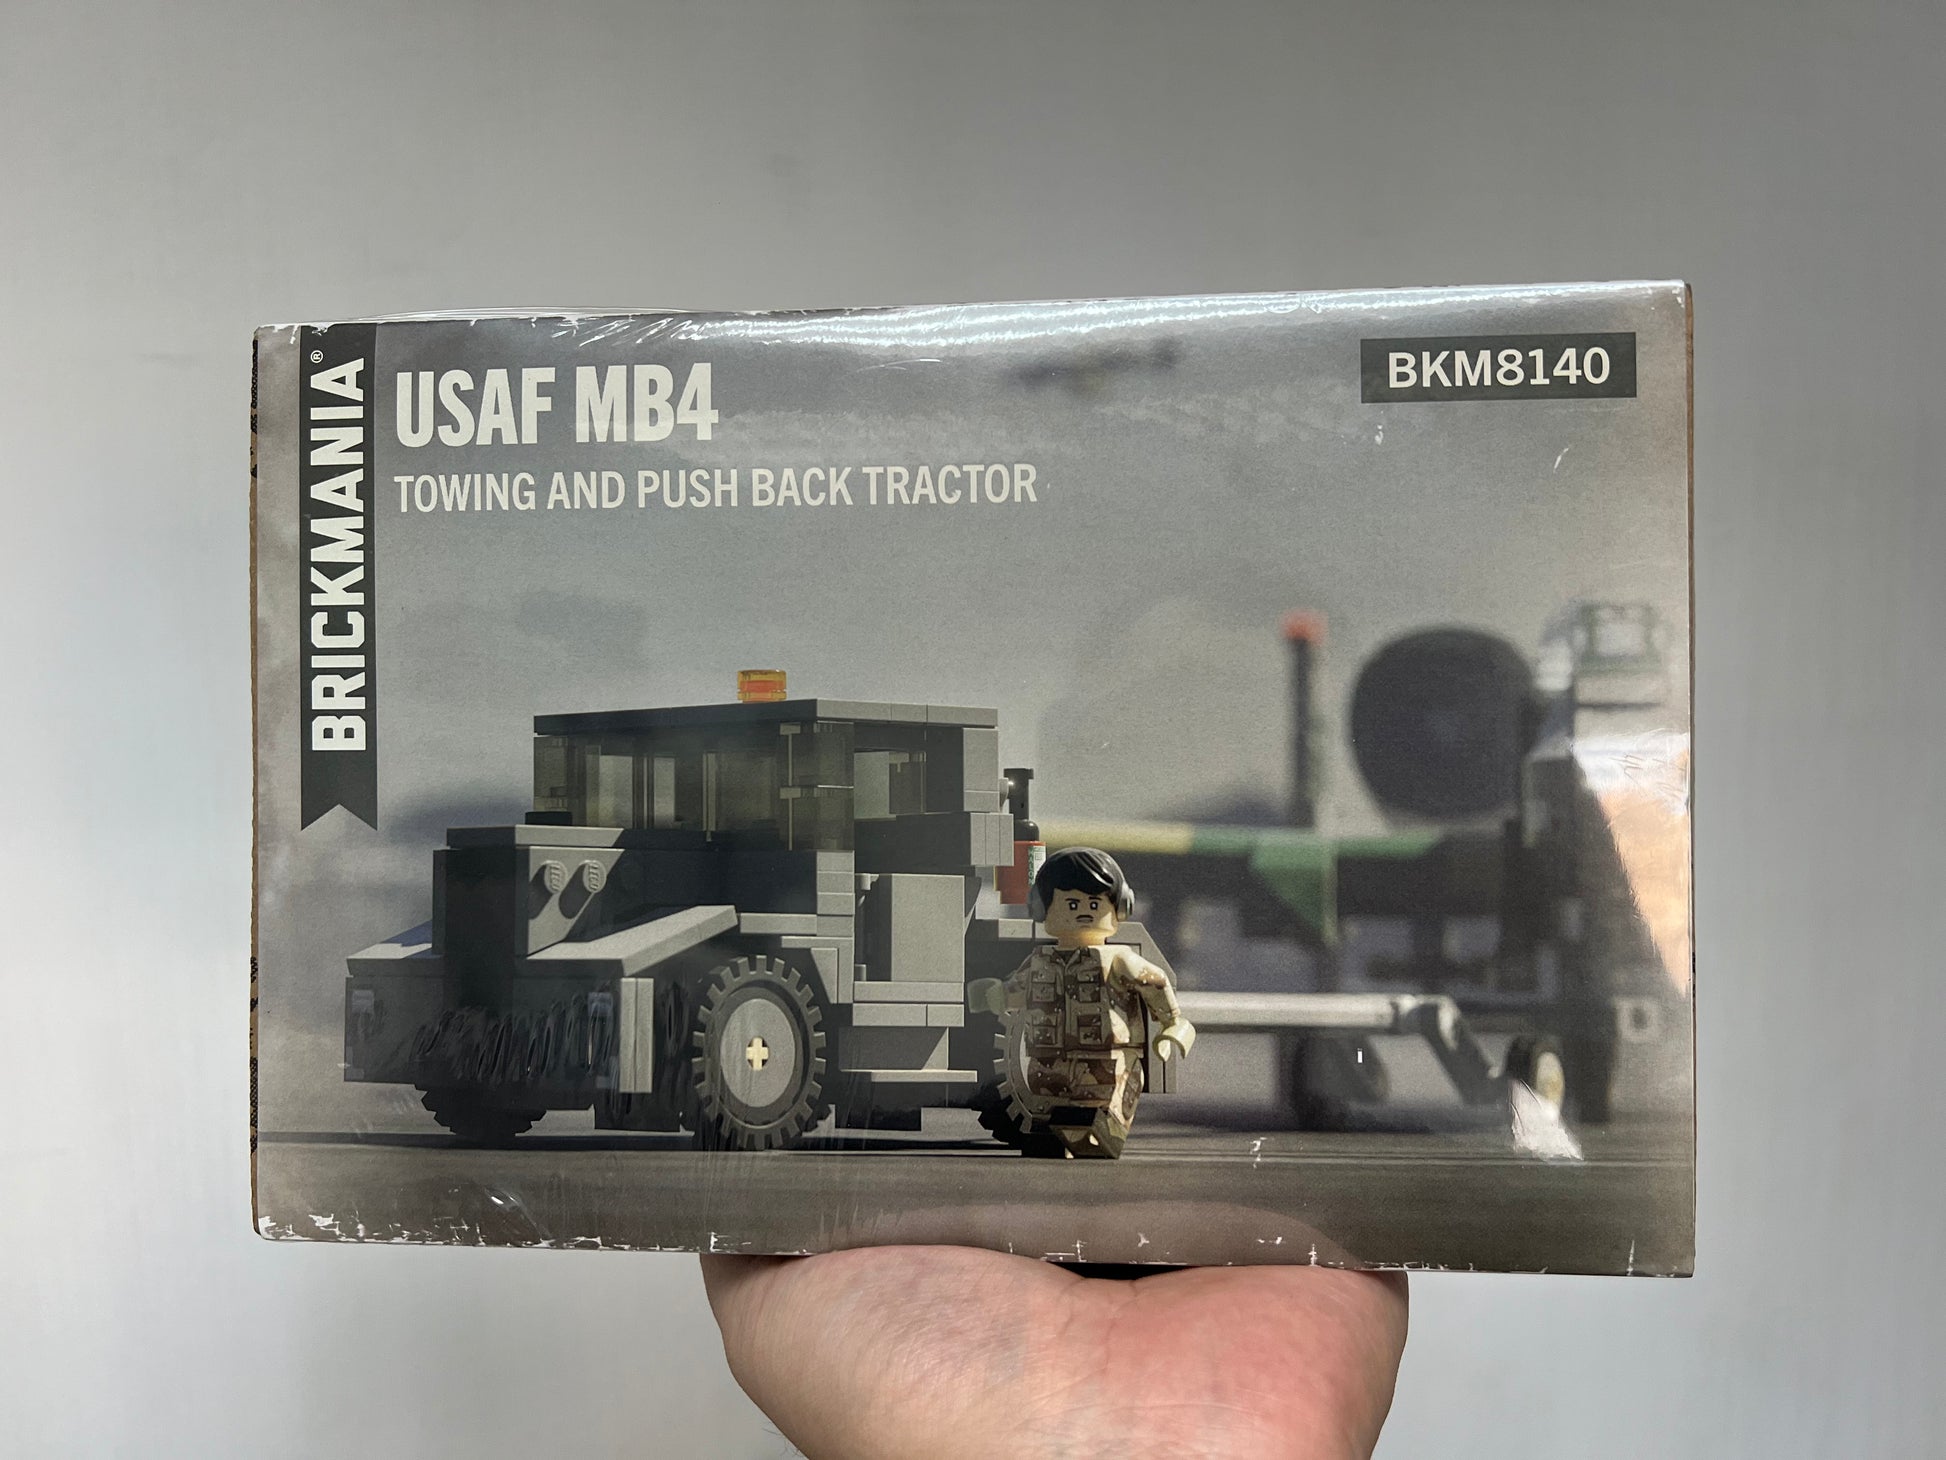 BRICKMANIA®
USAF MB4
TOWING AND PUSH BACK TRACTOR
BKM8140